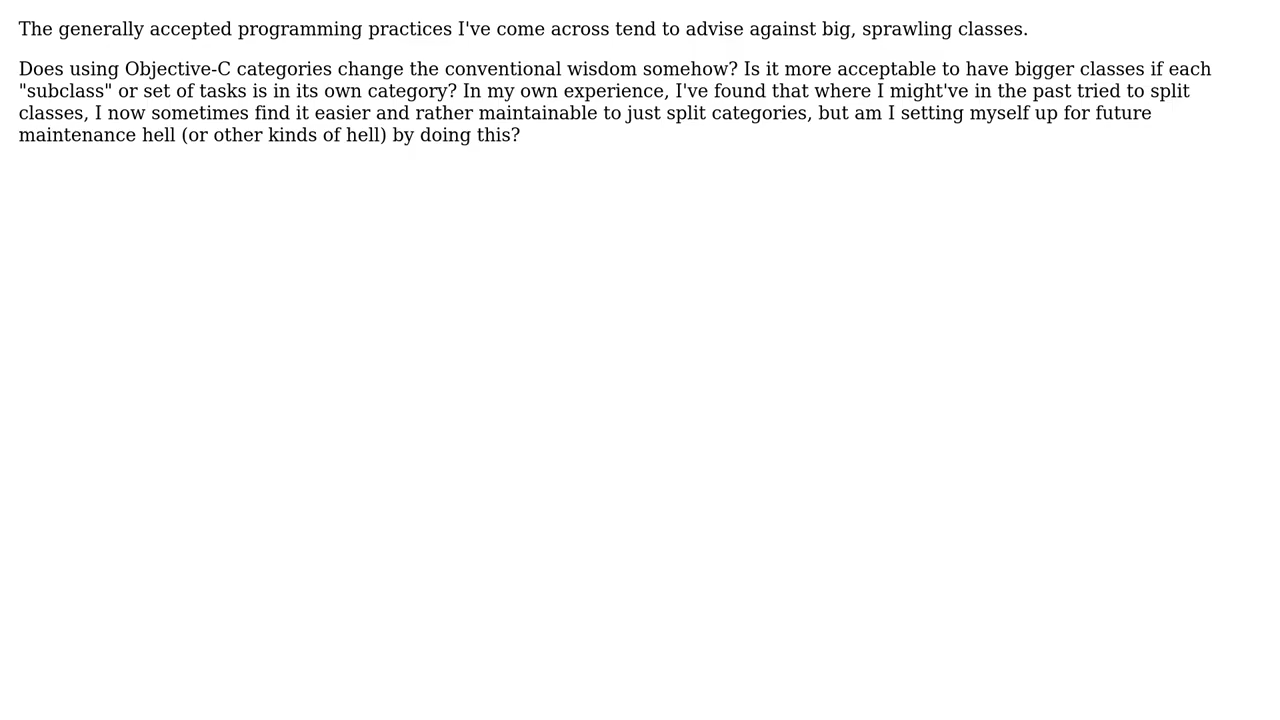 The generally accepted programming practices I've come across tend to advise against big, sprawling classes.
Does using Objective-C categories change the conventional wisdom somehow? Is it more acceptable to have bigger classes if each
"subclass" or set of tasks is in its own category? In my own experience, I've found that where I might've in the past tried to split
classes, I now sometimes find it easier and rather maintainable to just split categories, but am I setting myself up for future
maintenance hell (or other kinds of hell) by doing this?